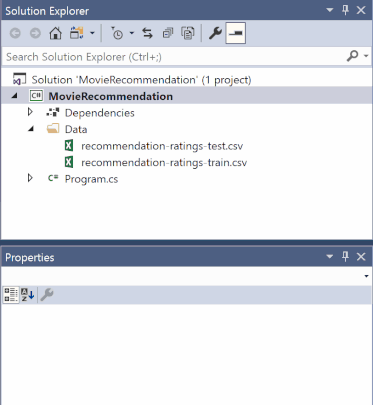 Solution Explorer
Search Solution Explorer (Ctrl+;)
Solution 'MovieRecommendation' (1 project)
C# MovieRecommendation
Dependencies
Data
recommendation-ratings-test.csv
recommendation-ratings-train.csv
C# Program.cs
Properties